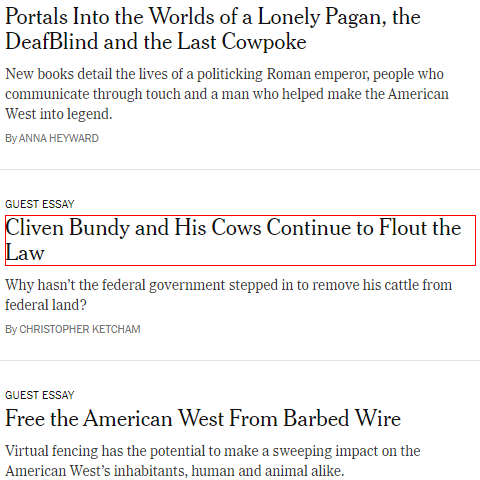 Portals Into the Worlds of a Lonely Pagan, the
DeafBlind and the Last Cowpoke
New books detail the lives of a politicking Roman emperor, people who
communicate through touch and a man who helped make the American
West into legend.
By ANNA HEYWARD
GUEST ESSAY
Cliven Bundy and His Cows Continue to Flout the
Law
Why hasn’t the federal government stepped in to remove his cattle from
federal land?
By CHRISTOPHER KETCHAM
GUEST ESSAY
Free the American West From Barbed Wire
Virtual fencing has the potential to make a sweeping impact on the
American West’s inhabitants, human and animal alike.